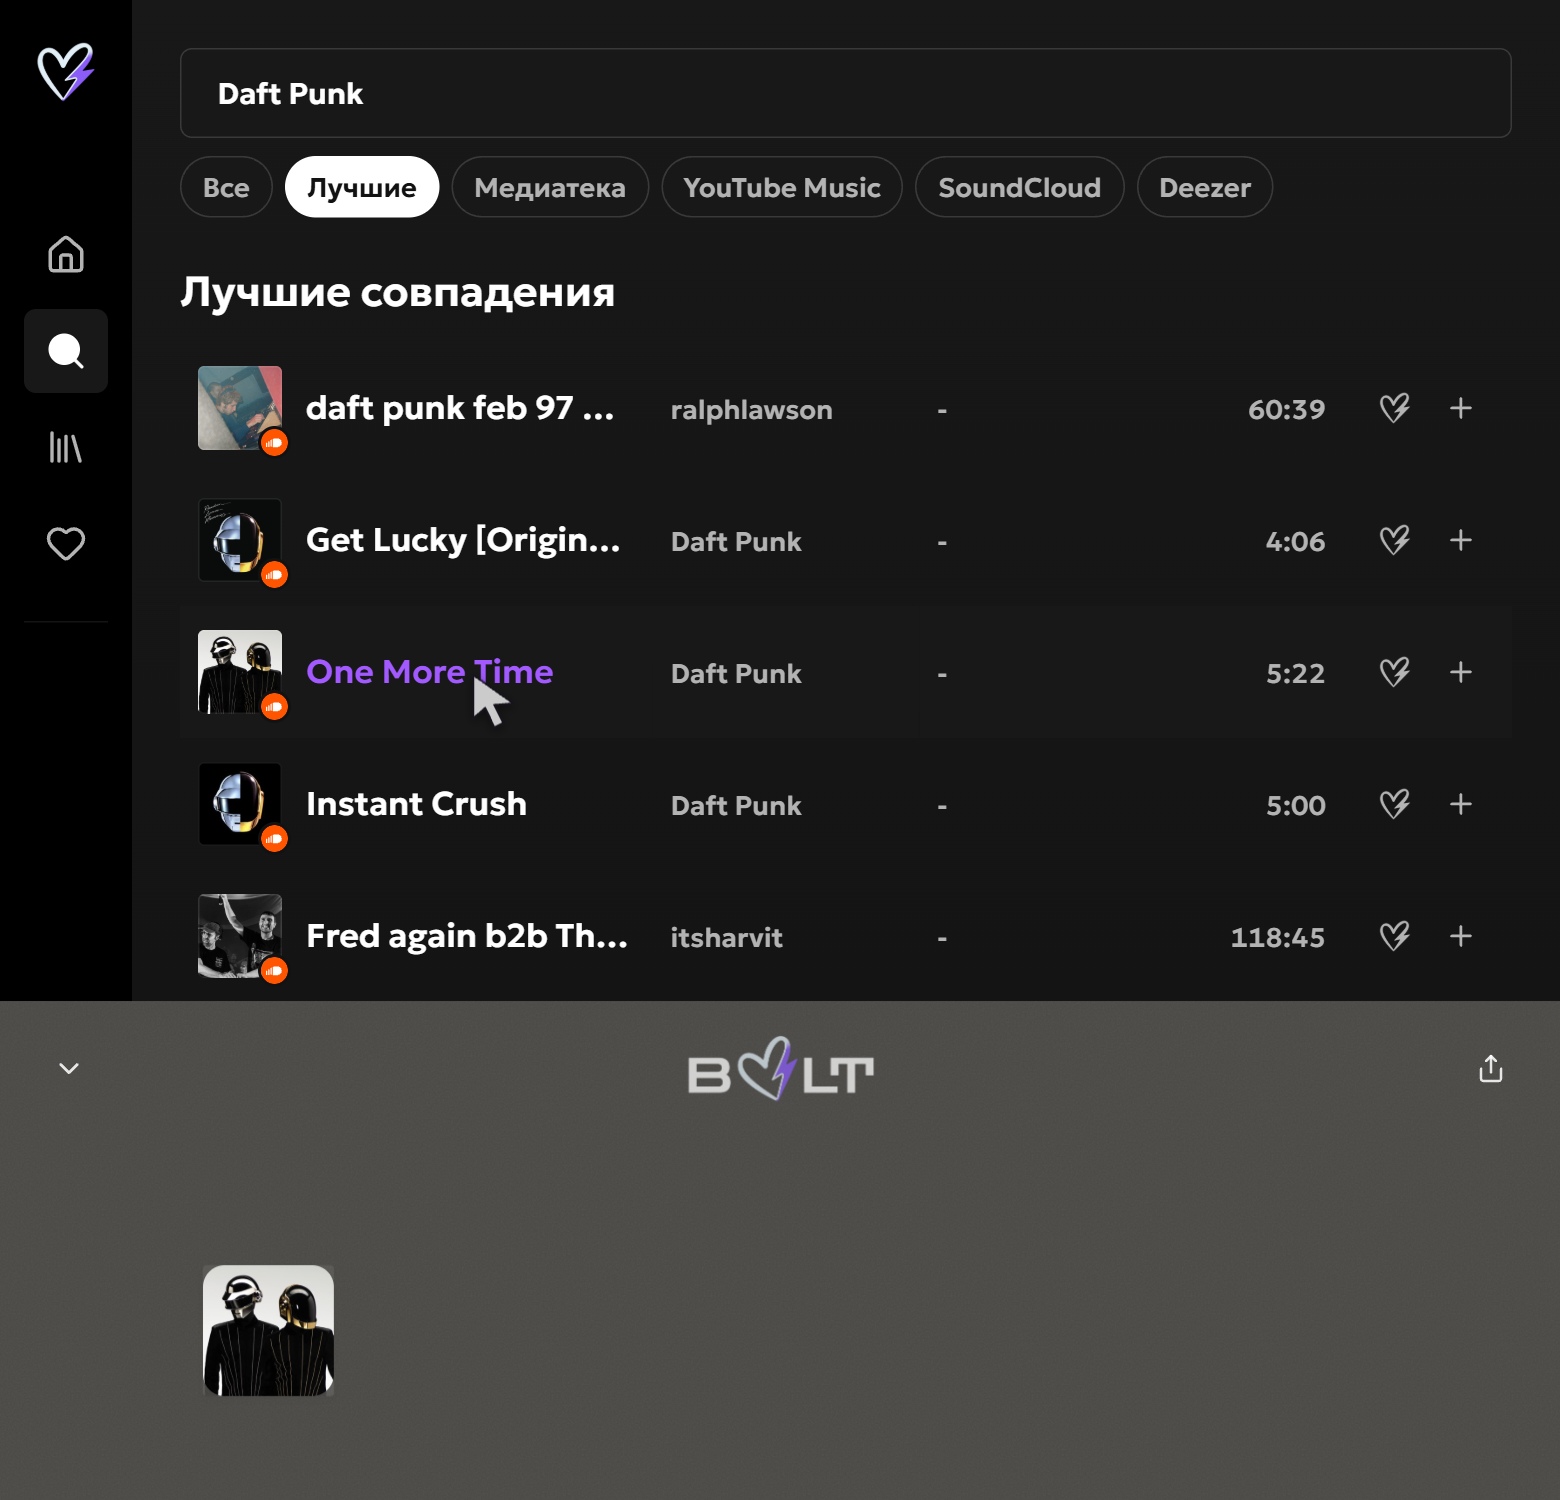 Daft Punk
Все Лучшие Медиатека YouTube Music SoundCloud Deezer
Лучшие совпадения
daft punk feb 97 ... ralphlawson - 60:39
Get Lucky [Origin... Daft Punk - 4:06
One More Time Daft Punk - 5:22
Instant Crush Daft Punk - 5:00
Fred again b2b Th... itsharvit - 118:45
BOLT